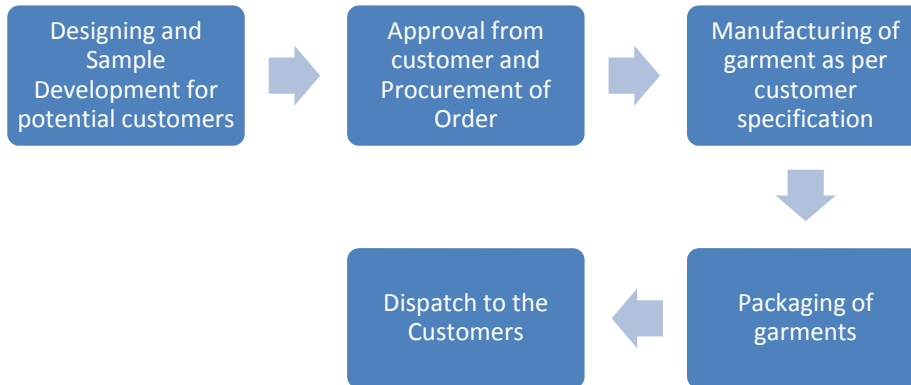 Designing and
Sample
Development for
potential customers
Approval from
customer and
Procurement of
Order
Manufacturing of
garment as per
customer
specification
Packaging of
garments
Dispatch to the
Customers